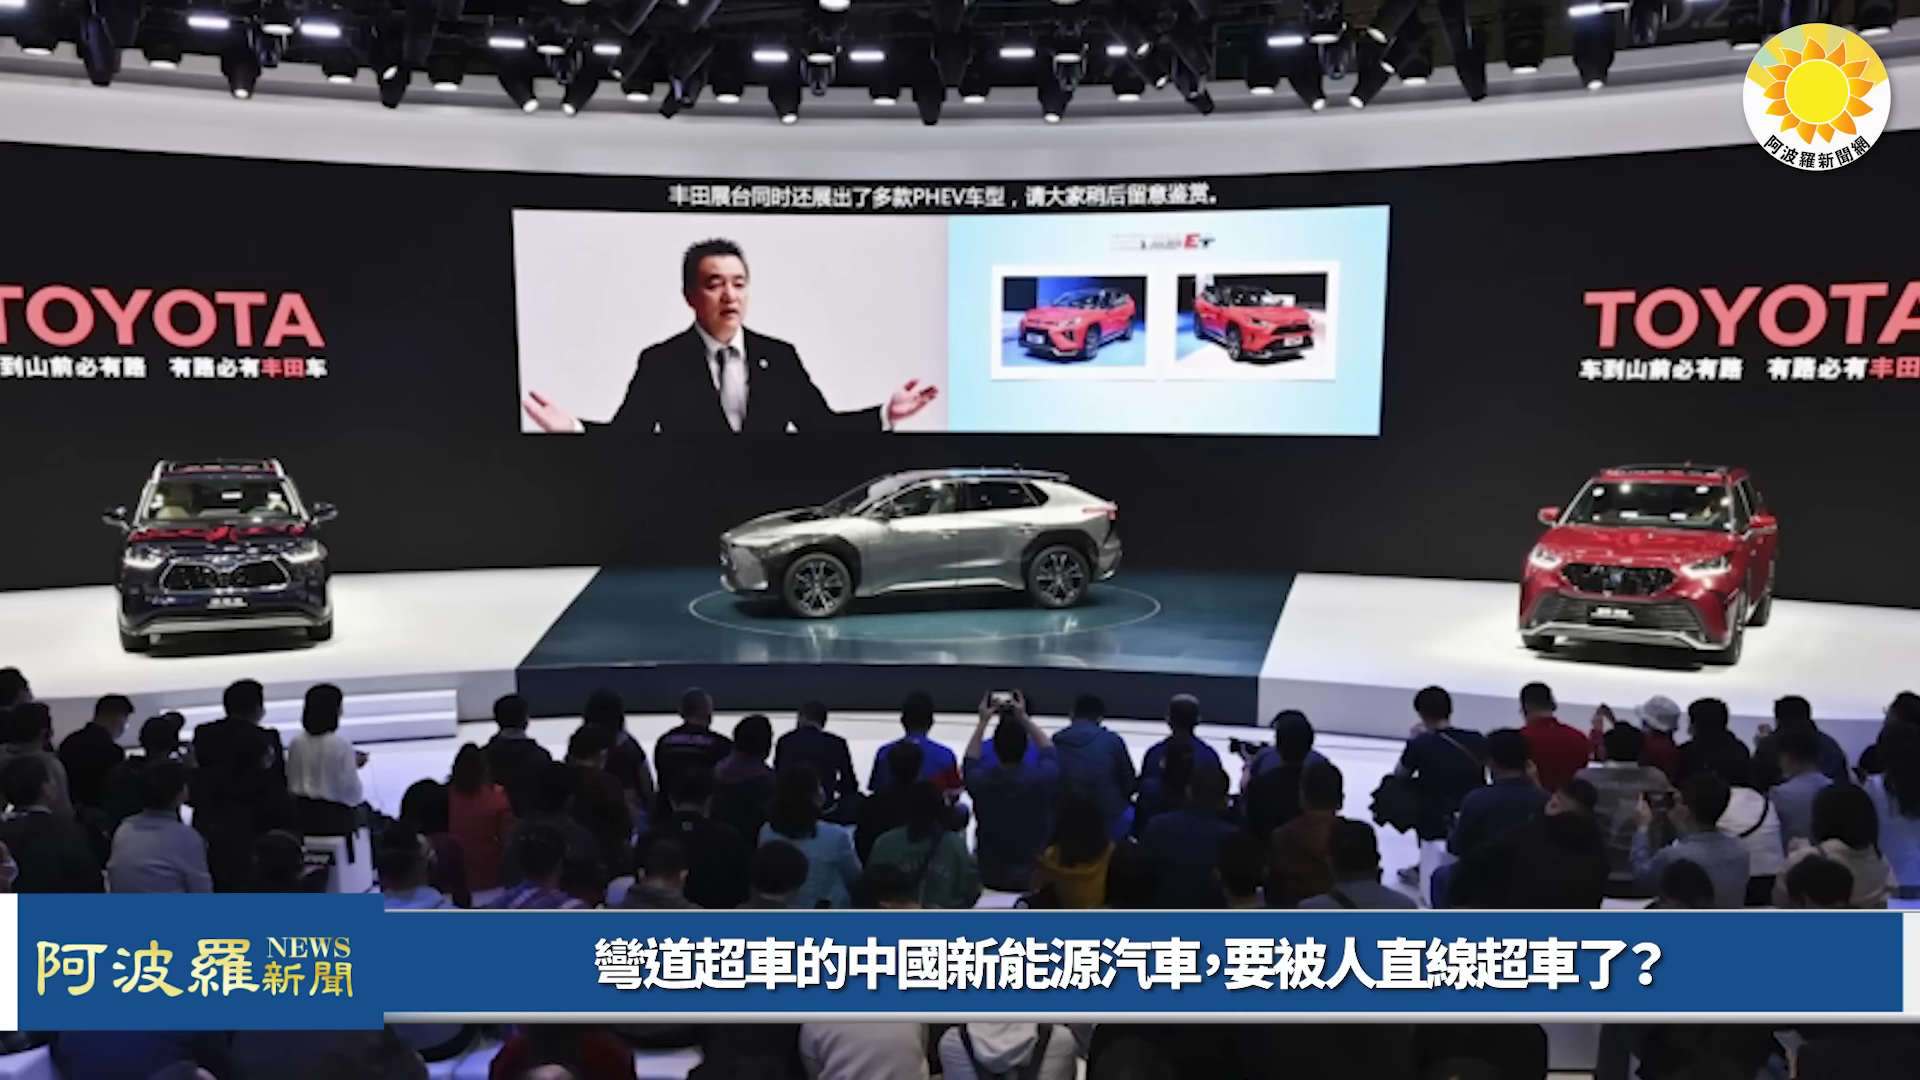 阿波羅新聞網
丰田展台同时还展出了多款PHEV车型，请大家稍后留意鉴赏。
TOYOTA
到山前必有路 有路必有丰田车
TOYOTA
车到山前必有路 有路必有丰田
阿波羅新聞 NEWS
彎道超車的中國新能源汽車,要被人直線超車了?